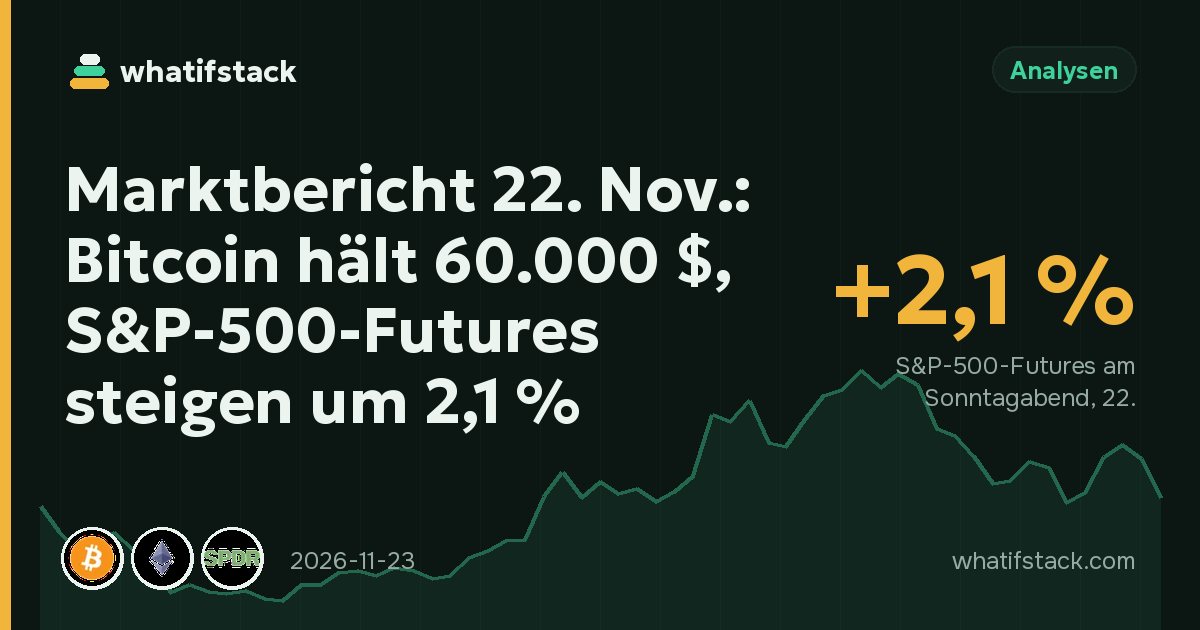 whatifstack
Analysen
Marktbericht 22. Nov.:
Bitcoin hält 60.000 $,
S&P-500-Futures
steigen um 2,1 %
+2,1 %
S&P-500-Futures am
Sonntagabend, 22.
SPDR
2026-11-23
whatifstack.com